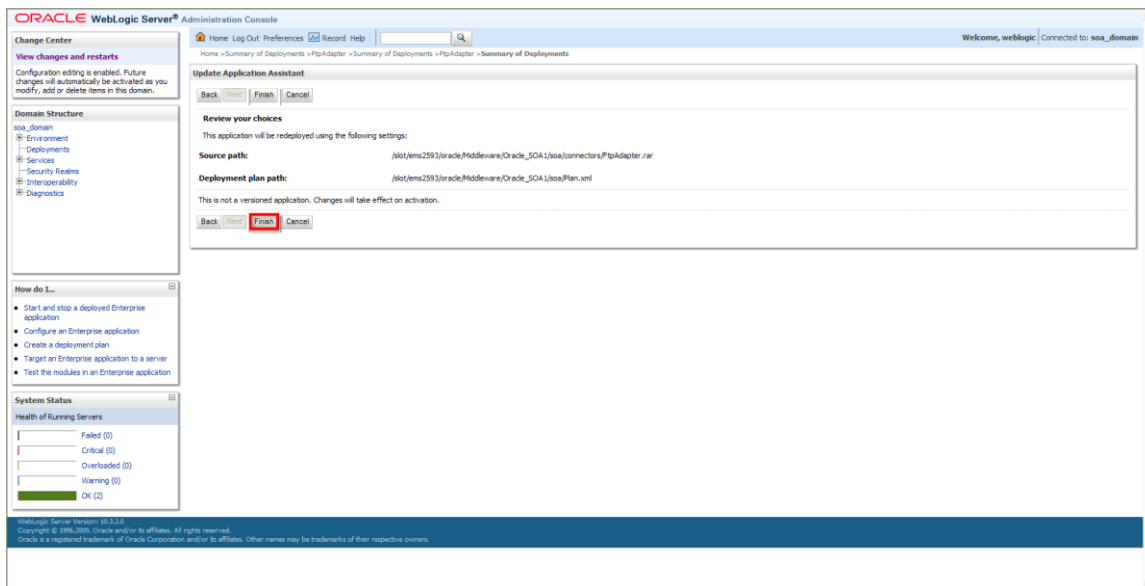 ORACLE WebLogic Server® Administration Console
Change Center
View changes and restarts
Configuration editing is enabled. Future
changes will automatically be activated as you
modify, add or delete items in this domain.
Domain Structure
soa_domain
Environment
Deployments
Services
Security Realms
Interoperability
Diagnostics
How do I...
Start and stop a deployed Enterprise
application
Configure an Enterprise application
Create a deployment plan
Target an Enterprise application to a server
Test the modules in an Enterprise application
System Status
Health of Running Servers
Failed (0)
Critical (0)
Overloaded (0)
Warning (0)
OK (2)
Home Log Out Preferences Record Help
Welcome, weblogic Connected to: soa_domain
Home >Summary of Deployments >FtpAdapter >Summary of Deployments >FtpAdapter >Summary of Deployments
Update Application Assistant
Back Next Finish Cancel
Review your choices
This application will be redeployed using the following settings:
Source path: /slot/ems2593/oracle/Middleware/Oracle_SOA1/soa/connectors/FtpAdapter.rar
Deployment plan path: /slot/ems2593/oracle/Middleware/Oracle_SOA1/soa/Plan.xml
This is not a versioned application. Changes will take effect on activation.
Back Next Finish Cancel
WebLogic Server Version: 10.3.2.0
Copyright © 1996,2009, Oracle and/or its affiliates. All rights reserved.
Oracle is a registered trademark of Oracle Corporation and/or its affiliates. Other names may be trademarks of their respective owners.